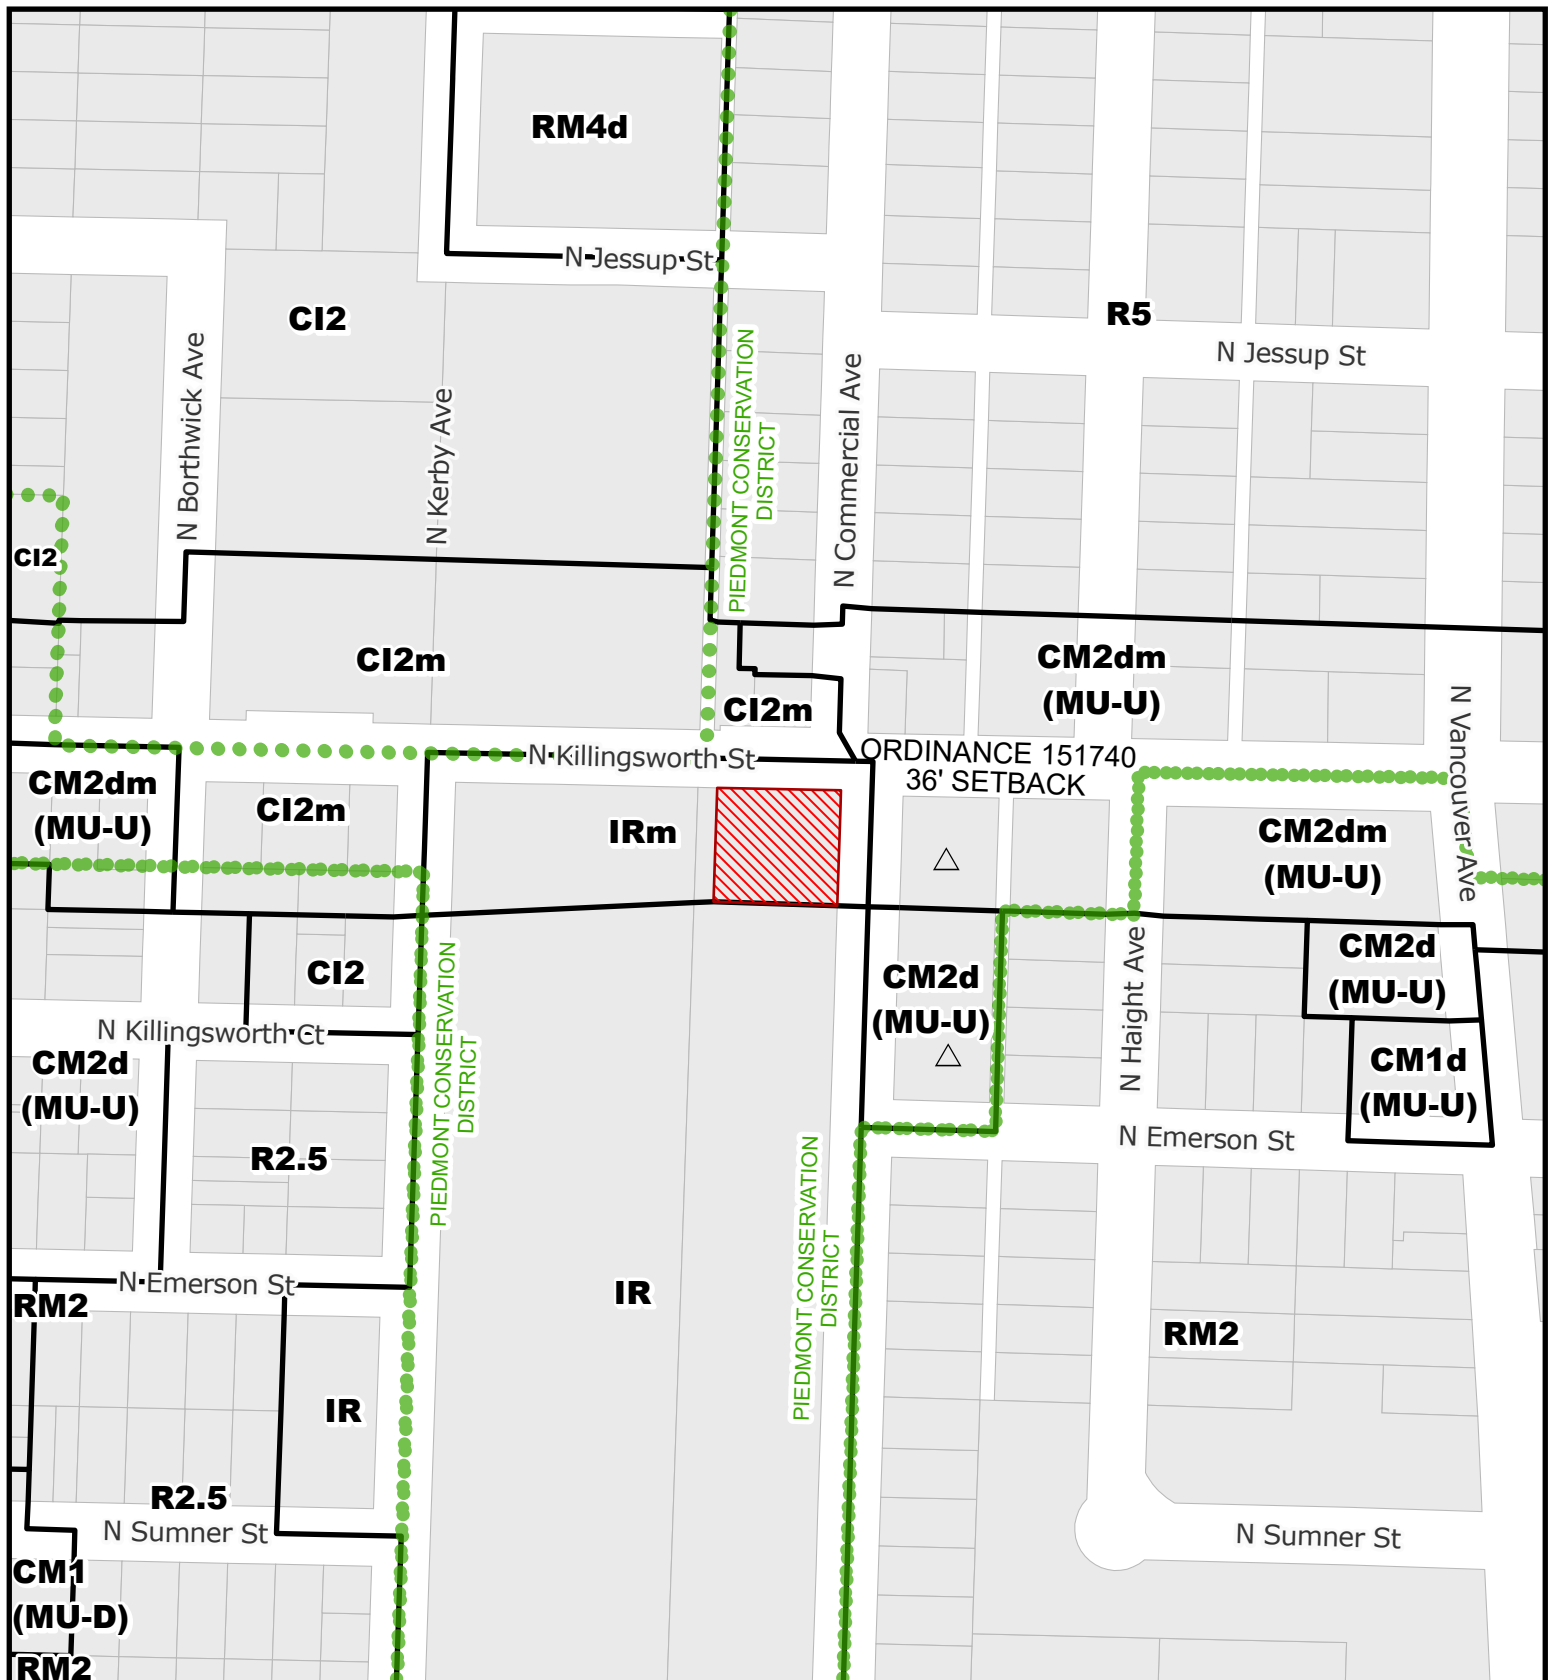 RM4d
N Jessup St
CI2
R5
N Jessup St
N Borthwick Ave
N Kerby Ave
PIEDMONT CONSERVATION
DISTRICT
N Commercial Ave
CI2
CI2m
CM2dm
(MU-U)
CI2m
N Vancouver Ave
N Killingsworth St
ORDINANCE 151740
36' SETBACK
CM2dm
(MU-U)
CI2m
IRm
CM2dm
(MU-U)
CI2
CM2d
(MU-U)
CM2d
(MU-U)
N Height Ave
N Killingsworth Ct
PIEDMONT CONSERVATION
DISTRICT
CM2d
(MU-U)
CM1d
(MU-U)
R2.5
N Emerson St
PIEDMONT CONSERVATION
DISTRICT
N Emerson St
RM2
IR
RM2
IR
R2.5
N Sumner St
N Sumner St
CM1
(MU-D)
RM2